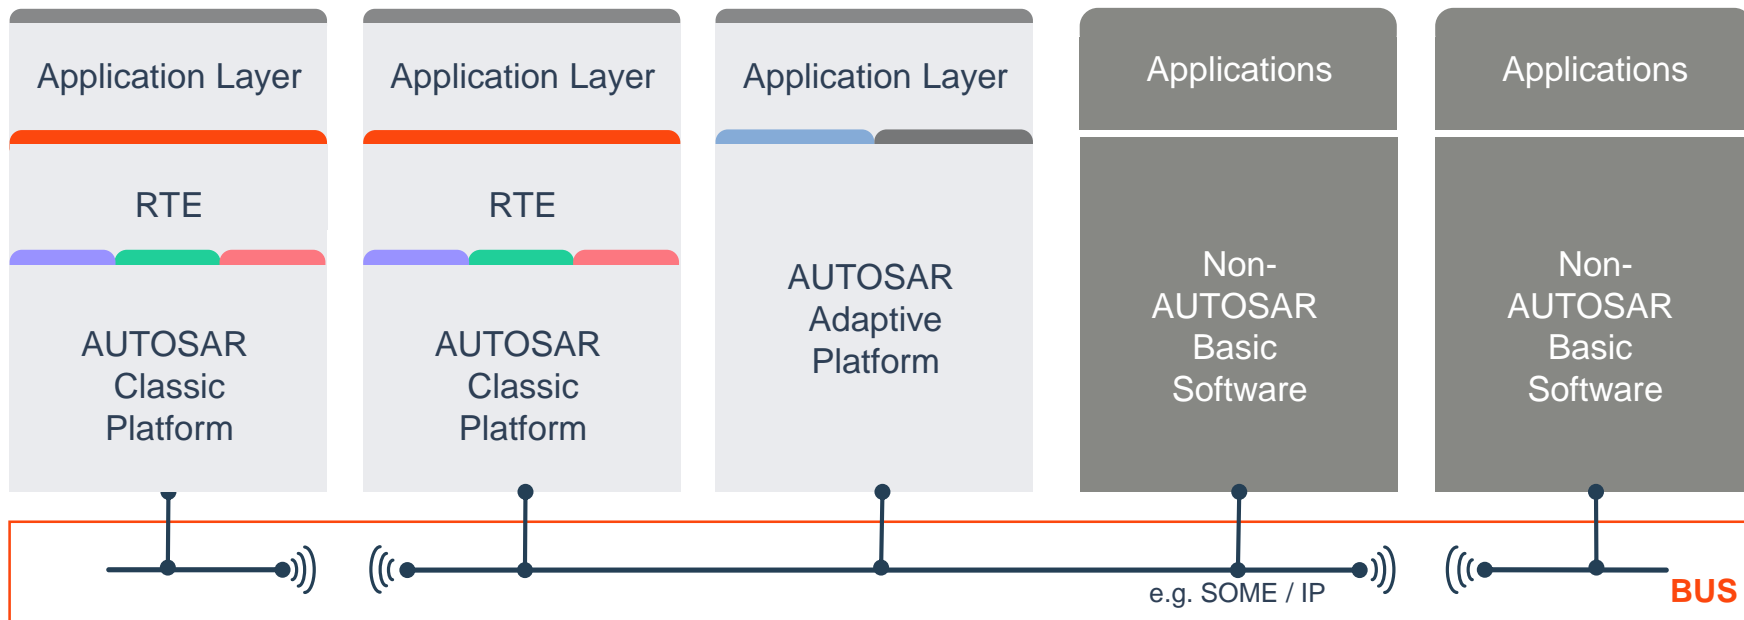 Application Layer
RTE
AUTOSAR
Classic
Platform
Application Layer
RTE
AUTOSAR
Classic
Platform
Application Layer
AUTOSAR
Adaptive
Platform
Applications
Non-
AUTOSAR
Basic
Software
Applications
Non-
AUTOSAR
Basic
Software
e.g. SOME / IP
BUS